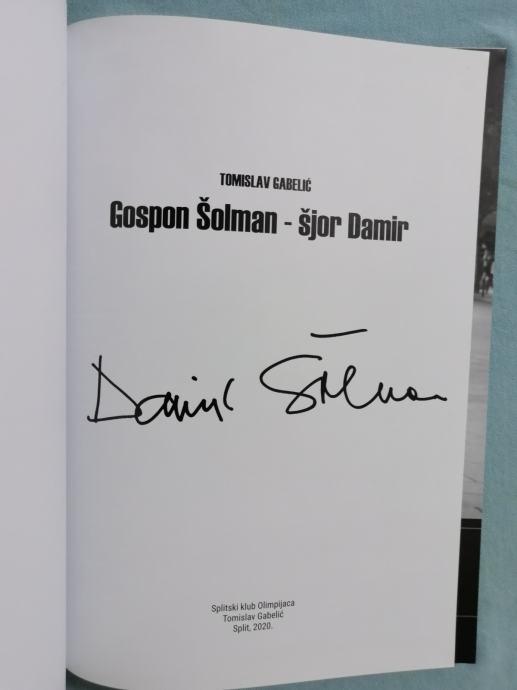 TOMISLAV GABELIĆ
Gospon Šolman - šjor Damir
Damir Šolman
Splitski klub Olimpijaca
Tomislav Gabelić
Split, 2020.